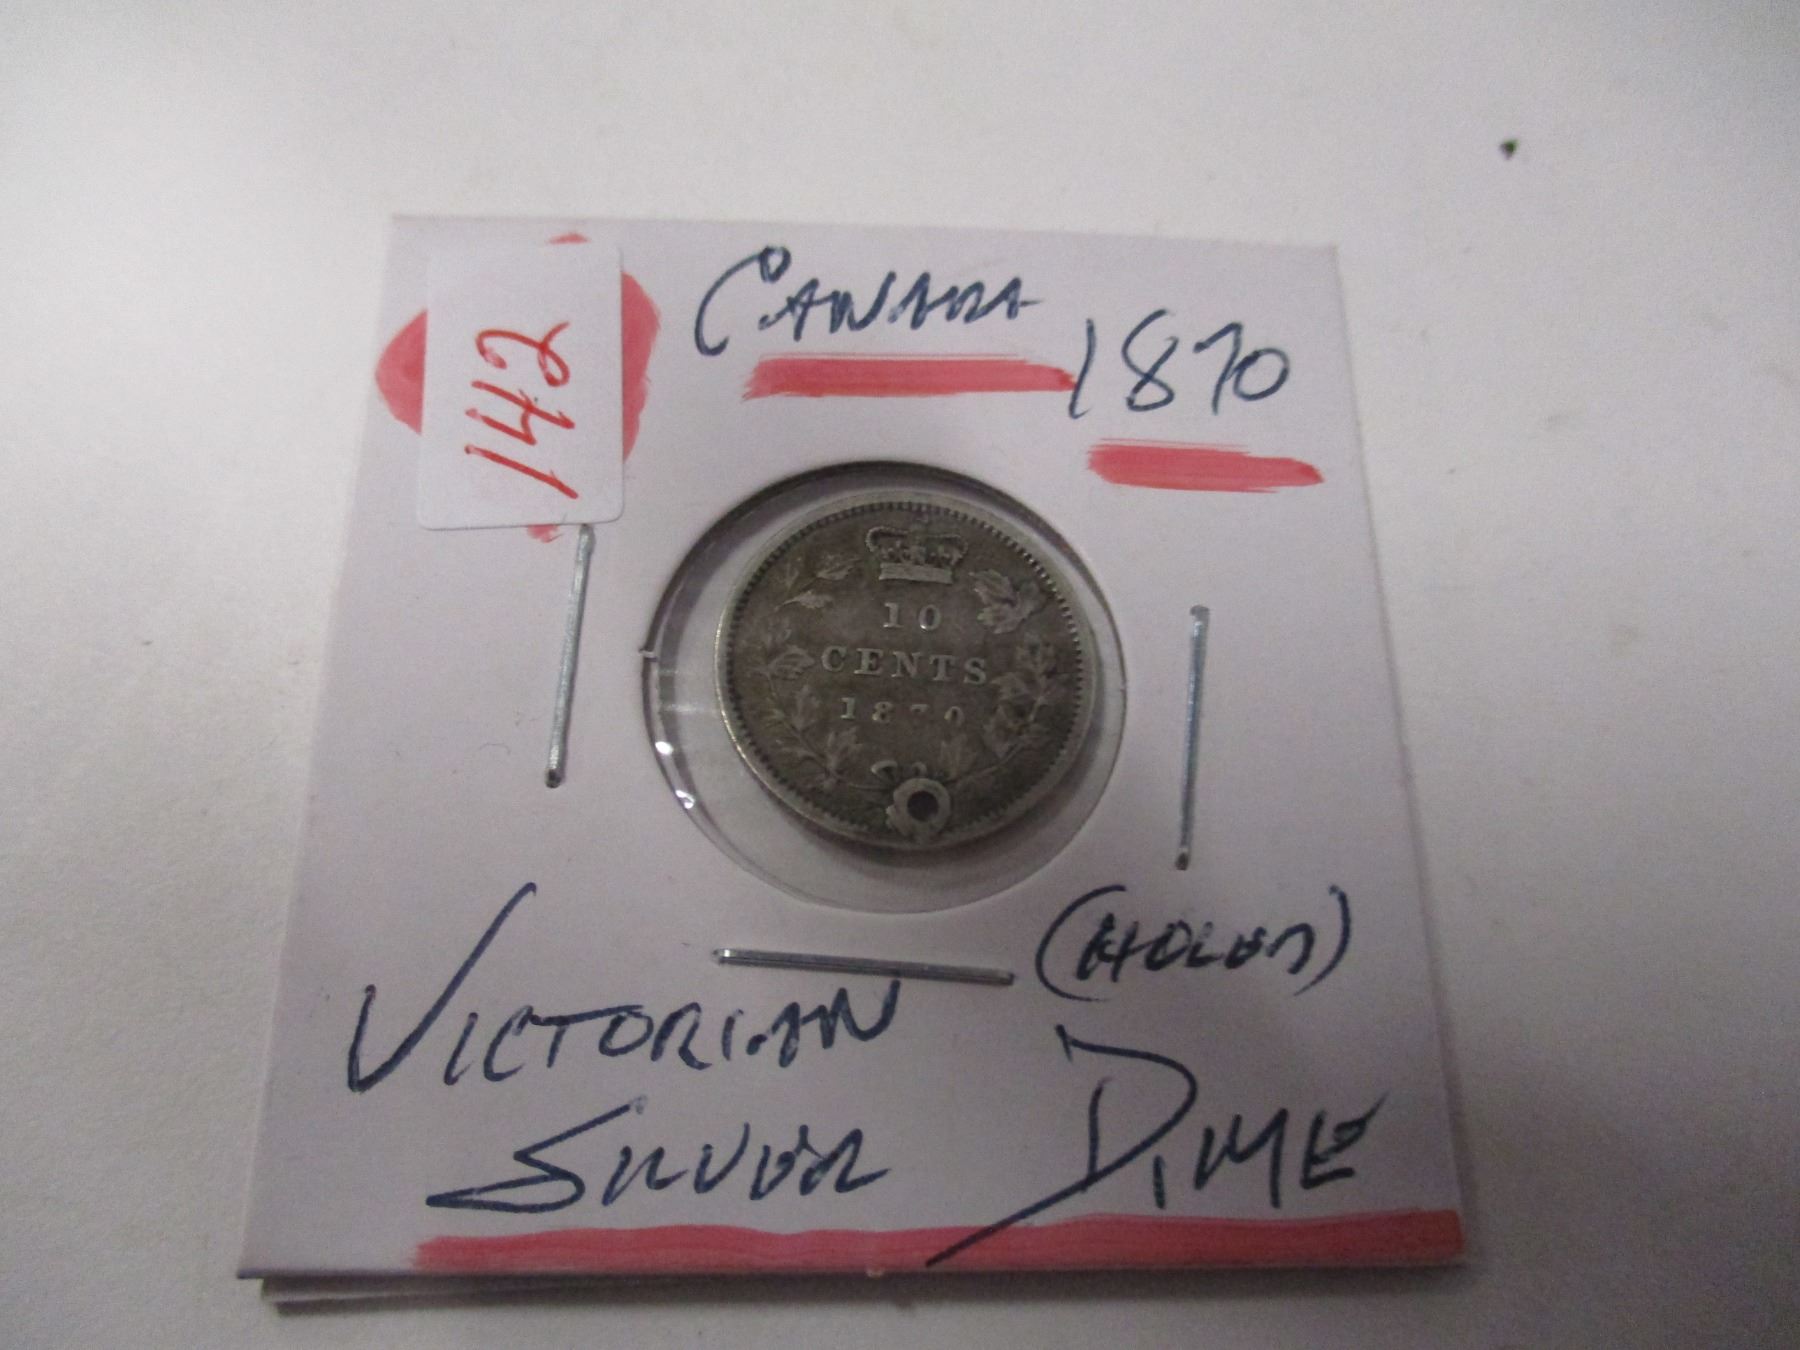 142
CANADA 1870
10
CENTS
1870
(HOLED)
VICTORIAN
SILVER DIME